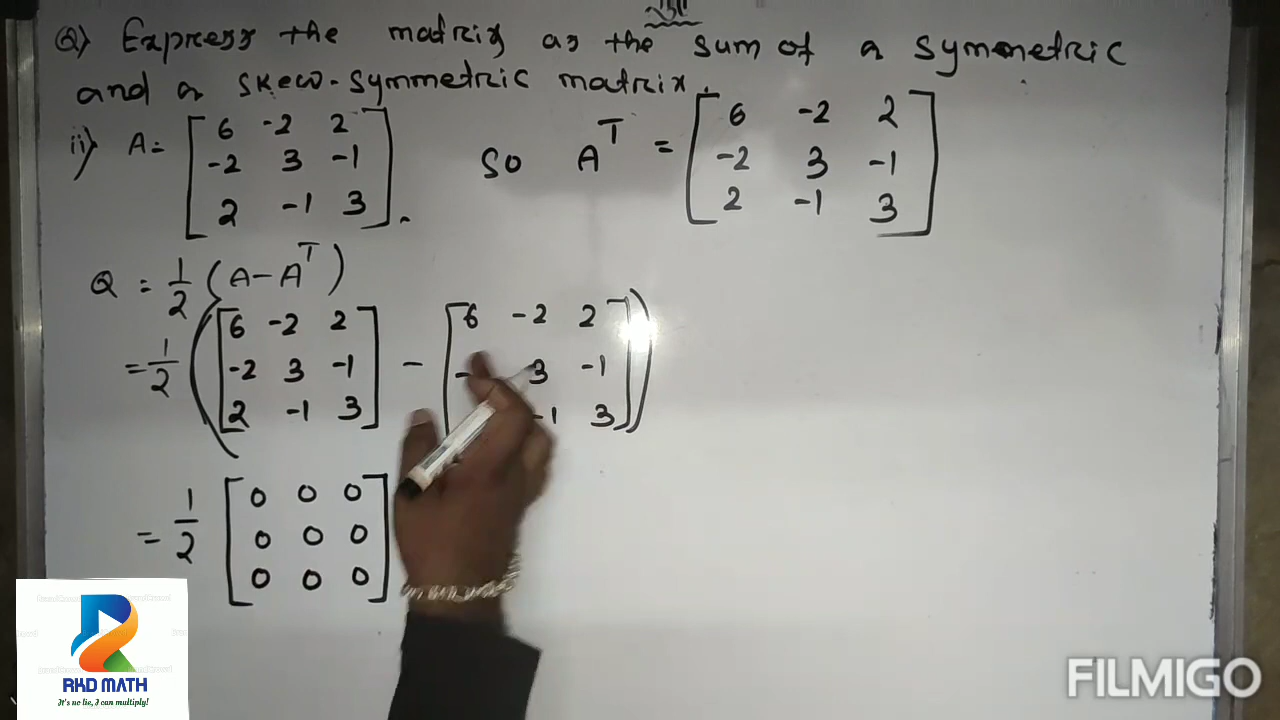 Q) Express the matrix as the sum of a symmetric
and a skew-symmetric matrix.
ii) A = [ 6 -2 2 ; -2 3 -1 ; 2 -1 3 ]. So A^T = [ 6 -2 2 ; -2 3 -1 ; 2 -1 3 ]
Q = 1/2 (A - A^T)
= 1/2 ( [ 6 -2 2 ; -2 3 -1 ; 2 -1 3 ] - [ 6 -2 2 ; 3 -1 ; -1 3 ] )
= 1/2 [ 0 0 0 ; 0 0 0 ; 0 0 0 ]
RKD MATH
It's no lie, I can multiply!
FILMIGO